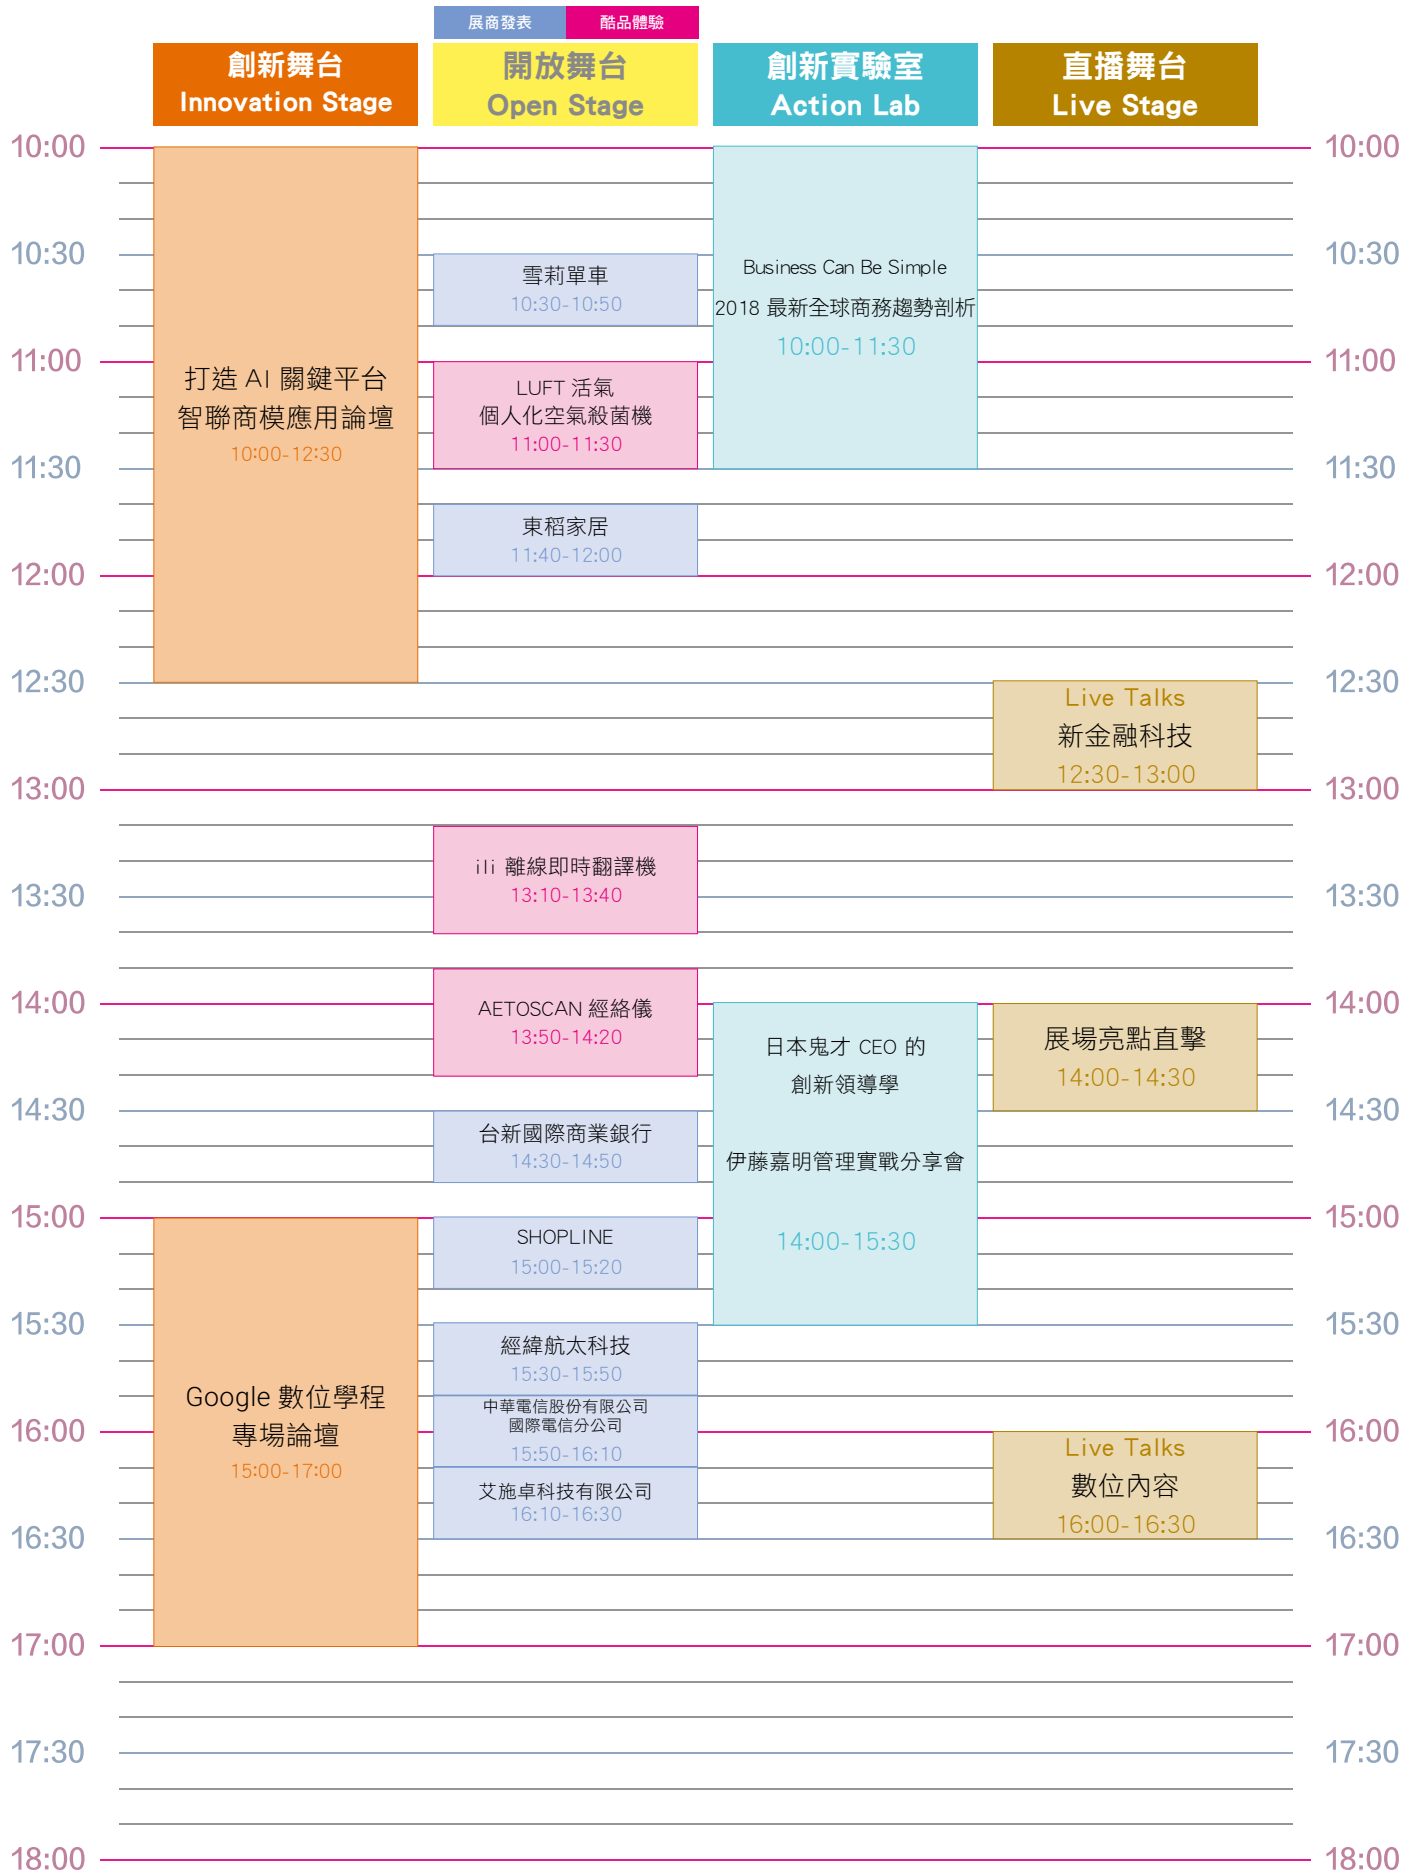 展商發表
酷品體驗
創新舞台
Innovation Stage
開放舞台
Open Stage
創新實驗室
Action Lab
直播舞台
Live Stage
10:00
10:30
11:00
11:30
12:00
12:30
13:00
13:30
14:00
14:30
15:00
15:30
16:00
16:30
17:00
17:30
18:00
打造 AI 關鍵平台
智聯商模應用論壇
10:00-12:30
Google 數位學程
專場論壇
15:00-17:00
雪莉單車
10:30-10:50
LUFT 活氧
個人化空氣殺菌機
11:00-11:30
東稻家居
11:40-12:00
ili 離線即時翻譯機
13:10-13:40
AETOSCAN 經絡儀
13:50-14:20
台新國際商業銀行
14:30-14:50
SHOPLINE
15:00-15:20
經緯航太科技
15:30-15:50
中華電信股份有限公司
國際電信分公司
15:50-16:10
艾施卓科技有限公司
16:10-16:30
Business Can Be Simple
2018 最新全球商務趨勢剖析
10:00-11:30
日本鬼才 CEO 的
創新領導學
伊藤嘉明管理實戰分享會
14:00-15:30
Live Talks
新金融科技
12:30-13:00
展場亮點直擊
14:00-14:30
Live Talks
數位內容
16:00-16:30
10:00
10:30
11:00
11:30
12:00
12:30
13:00
13:30
14:00
14:30
15:00
15:30
16:00
16:30
17:00
17:30
18:00